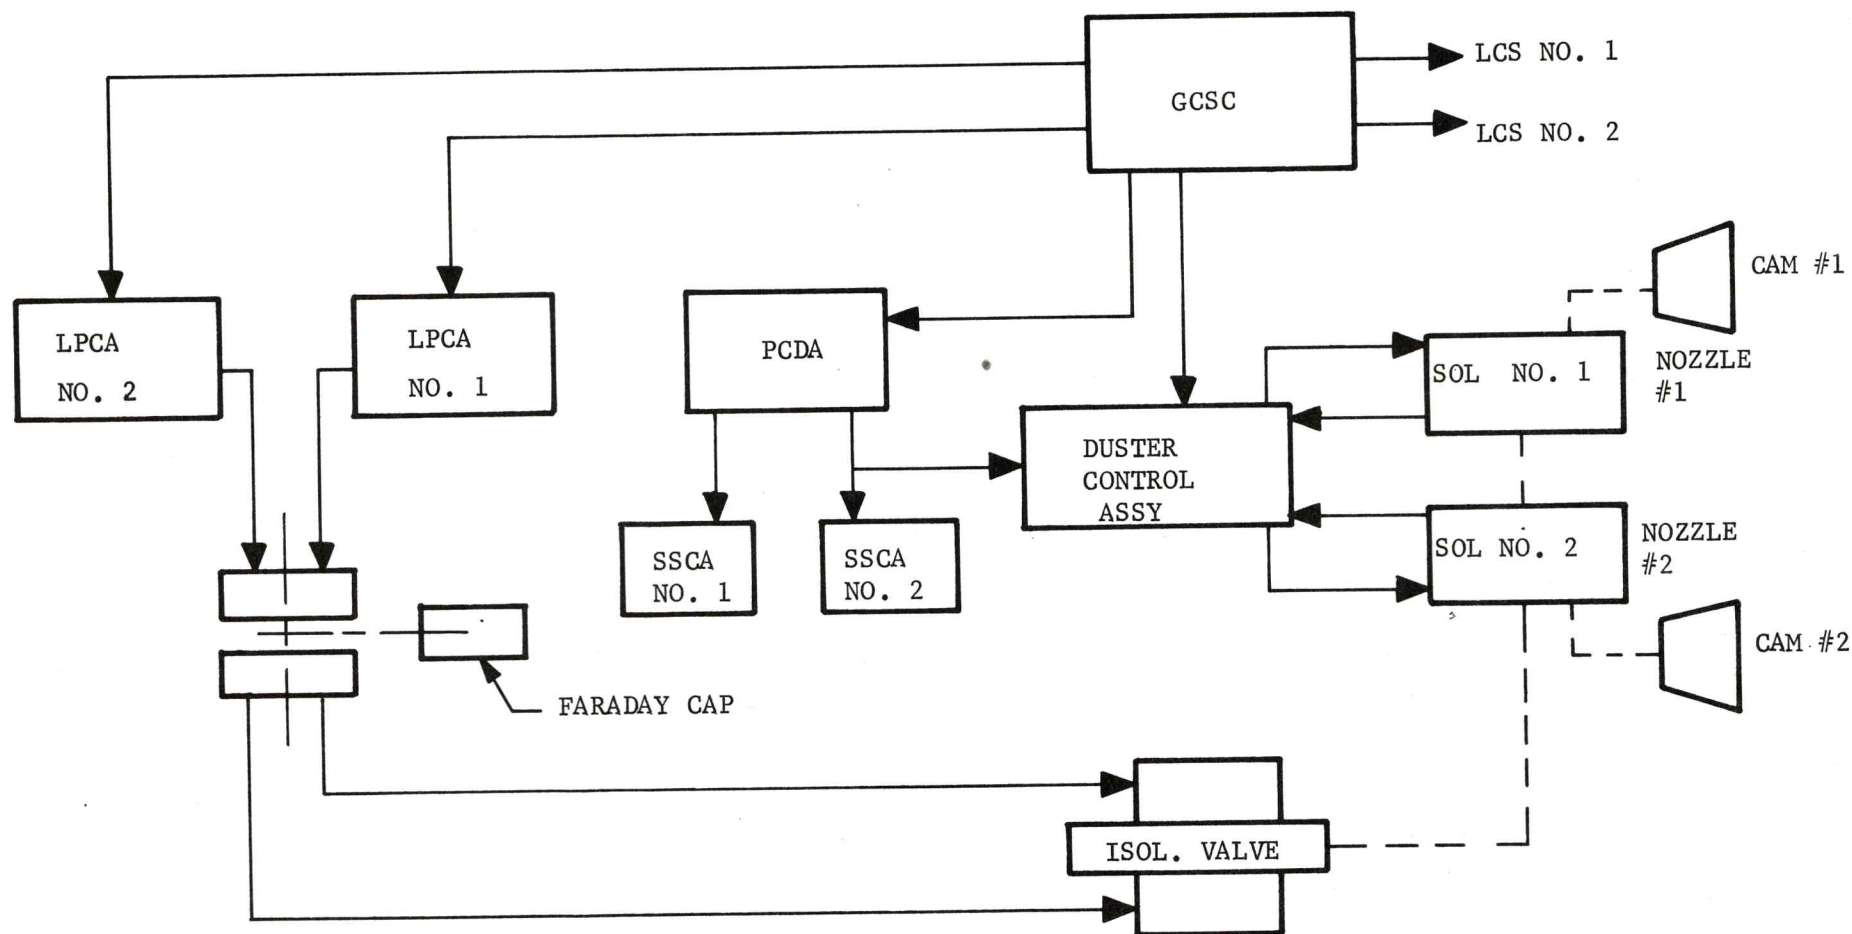 LCS NO. 1
GCSC
LCS NO. 2
CAM #1
LPCA
NO. 2
LPCA
NO. 1
PCDA
SOL NO. 1
NOZZLE
#1
DUSTER
CONTROL
ASSY
SSCA
NO. 1
SSCA
NO. 2
SOL NO. 2
NOZZLE
#2
CAM #2
FARADAY CAP
ISOL. VALVE